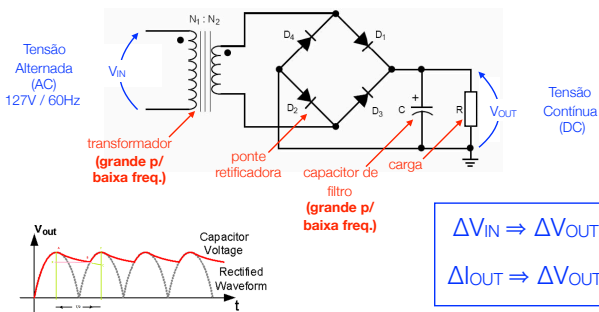 Tensão
Alternada
(AC)
127V / 60Hz
VIN
N1 : N2
D4
D1
D2
D3
+
C
R
VOUT
Tensão
Contínua
(DC)
transformador
(grande p/
baixa freq.)
ponte
retificadora
capacitor de
filtro
(grande p/
baixa freq.)
carga
Vout
Capacitor
Voltage
Rectified
Waveform
t
ΔVIN ⇒ ΔVOUT
ΔIOUT ⇒ ΔVOUT